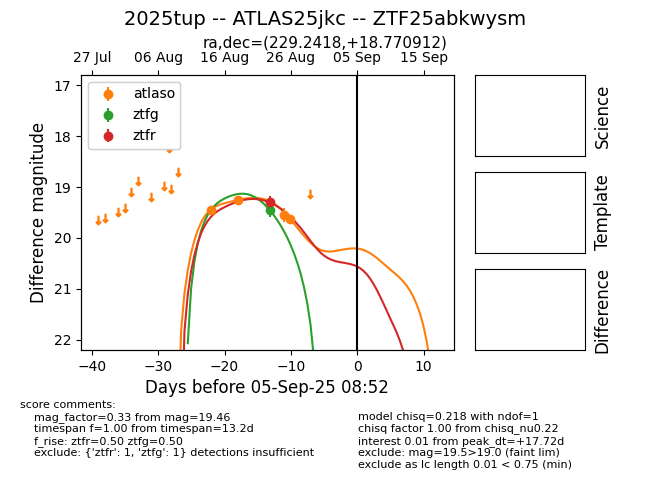 2025tup -- ATLAS25jkc -- ZTF25abkwysm
ra,dec=(229.2418,+18.770912)
27 Jul 06 Aug 16 Aug 26 Aug 05 Sep 15 Sep
atlaso
ztfg
ztfr
17
18
19
20
21
22
Difference magnitude
−40 −30 −20 −10 0 10
Days before 05-Sep-25 08:52
Science
Template
Difference
score comments:
mag_factor=0.33 from mag=19.46
timespan f=1.00 from timespan=13.2d
f_rise: ztfr=0.50 ztfg=0.50
exclude: {'ztfr': 1, 'ztfg': 1} detections insufficient
model chisq=0.218 with ndof=1
chisq factor 1.00 from chisq_nu0.22
interest 0.01 from peak_dt=+17.72d
exclude: mag=19.5>19.0 (faint lim)
exclude as lc length 0.01 < 0.75 (min)